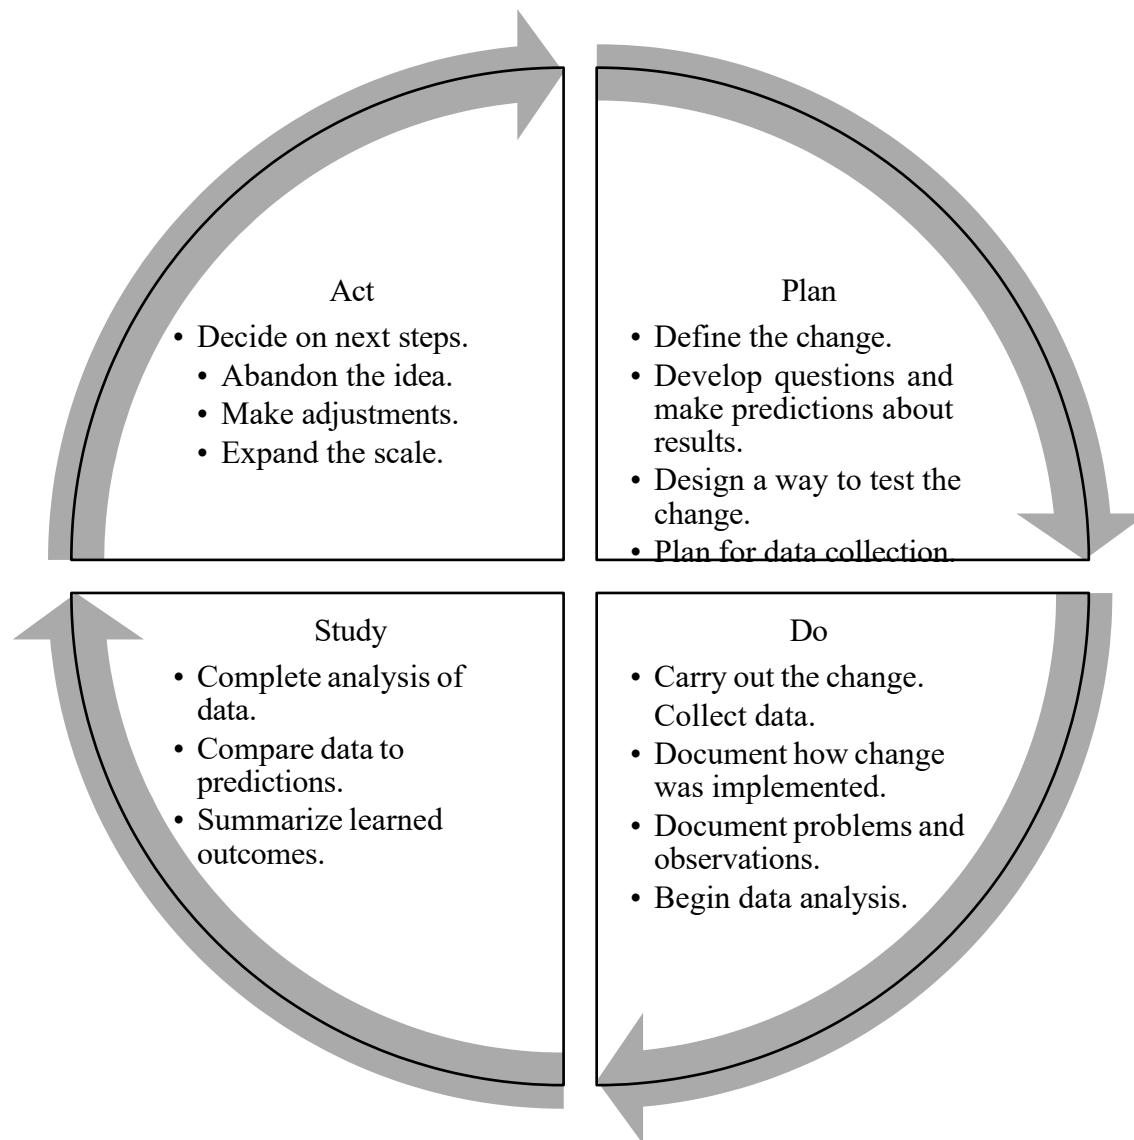 Act
• Decide on next steps.
• Abandon the idea.
• Make adjustments.
• Expand the scale.
Plan
• Define the change.
• Develop questions and
make predictions about
results.
• Design a way to test the
change.
• Plan for data collection.
Study
• Complete analysis of
data.
• Compare data to
predictions.
• Summarize learned
outcomes.
Do
• Carry out the change.
Collect data.
• Document how change
was implemented.
• Document problems and
observations.
• Begin data analysis.